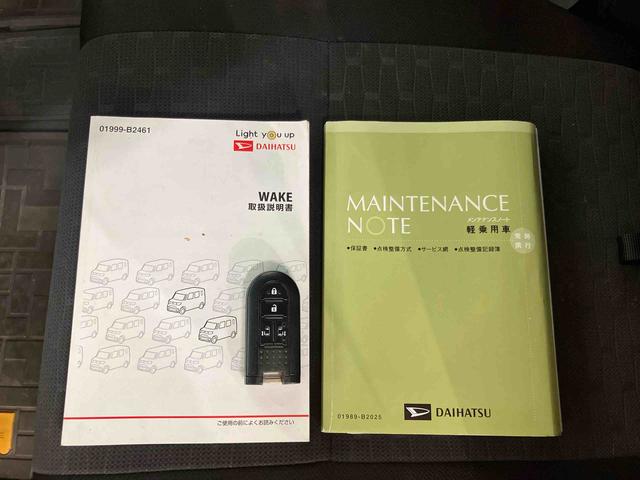 01999-B2461
Light you up
DAIHATSU
WAKE
取扱説明書
ご使用の前によくお読みください
MAINTENANCE
NOTE
メンテナンスノート
軽乗用車
•保証書 •点検整備方式 •サービス網 •点検整備記録簿
01989-B2025
DAIHATSU